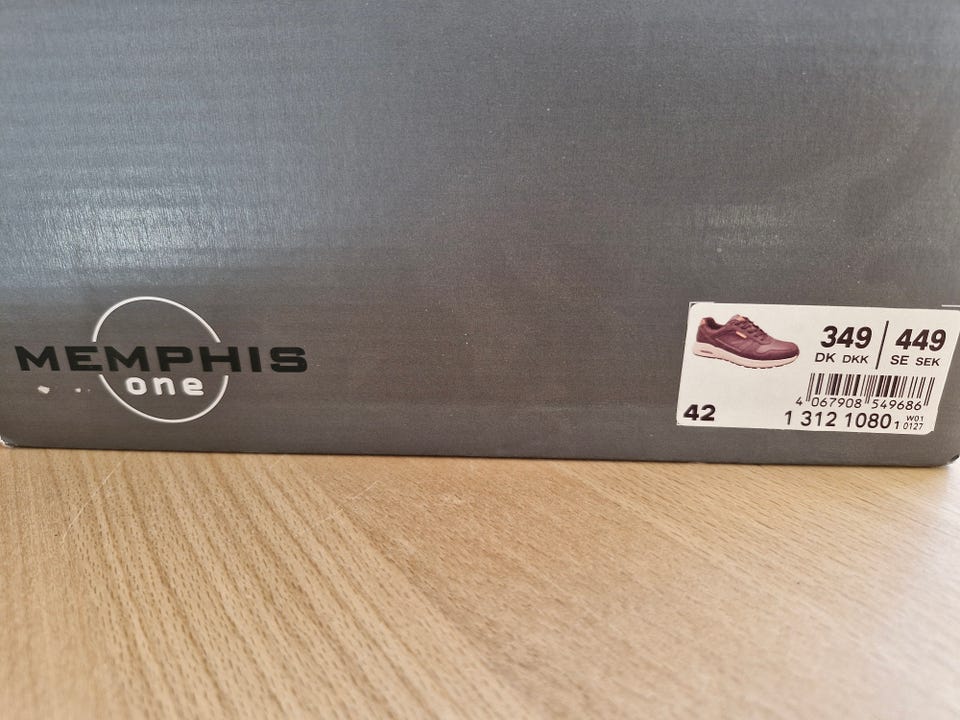 MEMPHIS
one
349 | 449
DK DKK SE SEK
4 067908 549686
42
1 312 1080 1 W01 0127